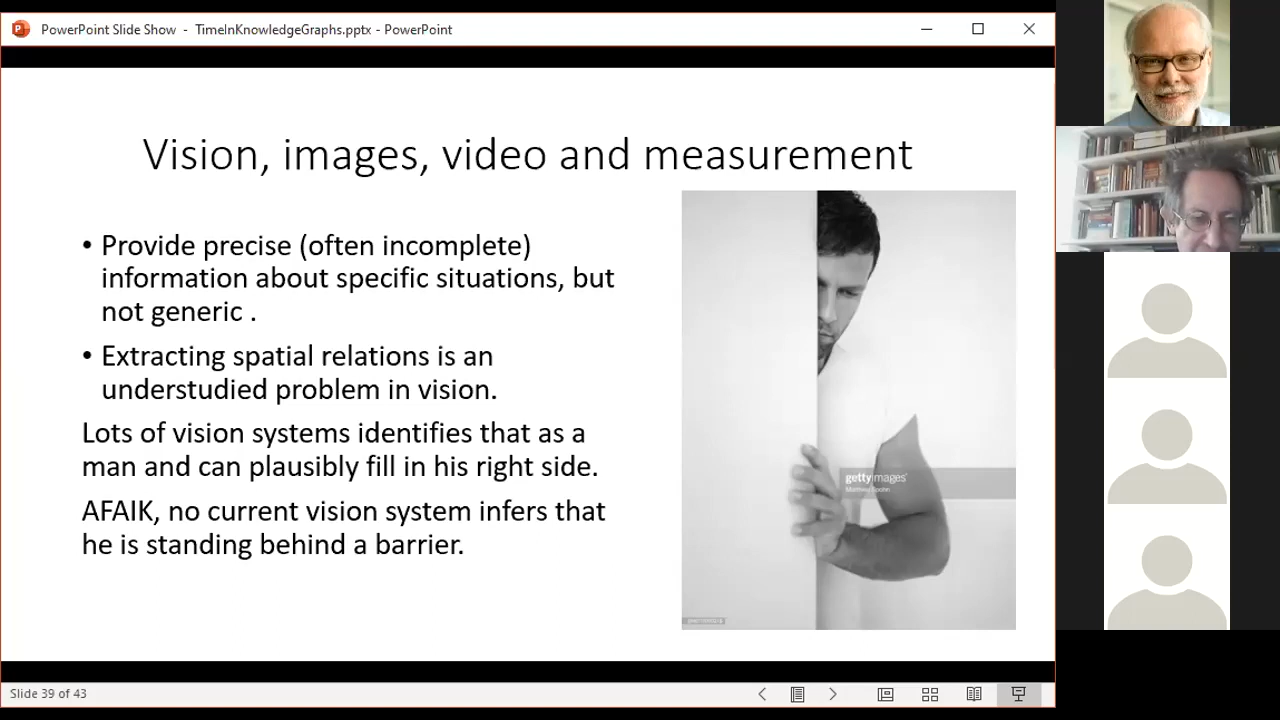 PowerPoint Slide Show - TimeInKnowledgeGraphs.pptx - PowerPoint
Vision, images, video and measurement
• Provide precise (often incomplete)
information about specific situations, but
not generic .
• Extracting spatial relations is an
understudied problem in vision.
Lots of vision systems identifies that as a
man and can plausibly fill in his right side.
AFAIK, no current vision system infers that
he is standing behind a barrier.
gettyimages
Slide 39 of 43